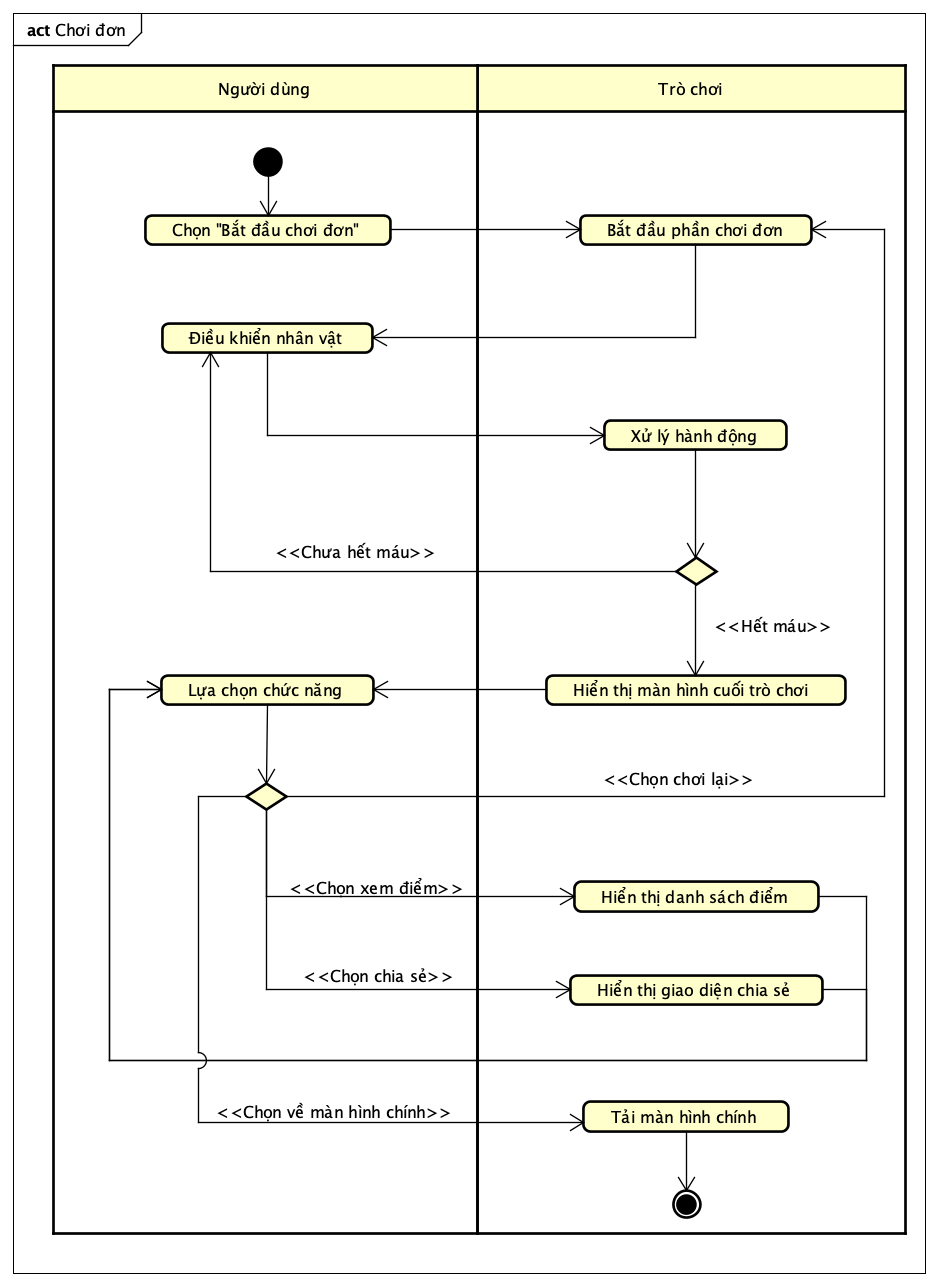 act Chơi đơn
Người dùng
Trò chơi
Chọn "Bắt đầu chơi đơn"
Bắt đầu phần chơi đơn
Điều khiển nhân vật
Xử lý hành động
<<Chưa hết máu>>
<<Hết máu>>
Lựa chọn chức năng
Hiển thị màn hình cuối trò chơi
<<Chọn chơi lại>>
<<Chọn xem điểm>>
Hiển thị danh sách điểm
<<Chọn chia sẻ>>
Hiển thị giao diện chia sẻ
<<Chọn về màn hình chính>>
Tải màn hình chính